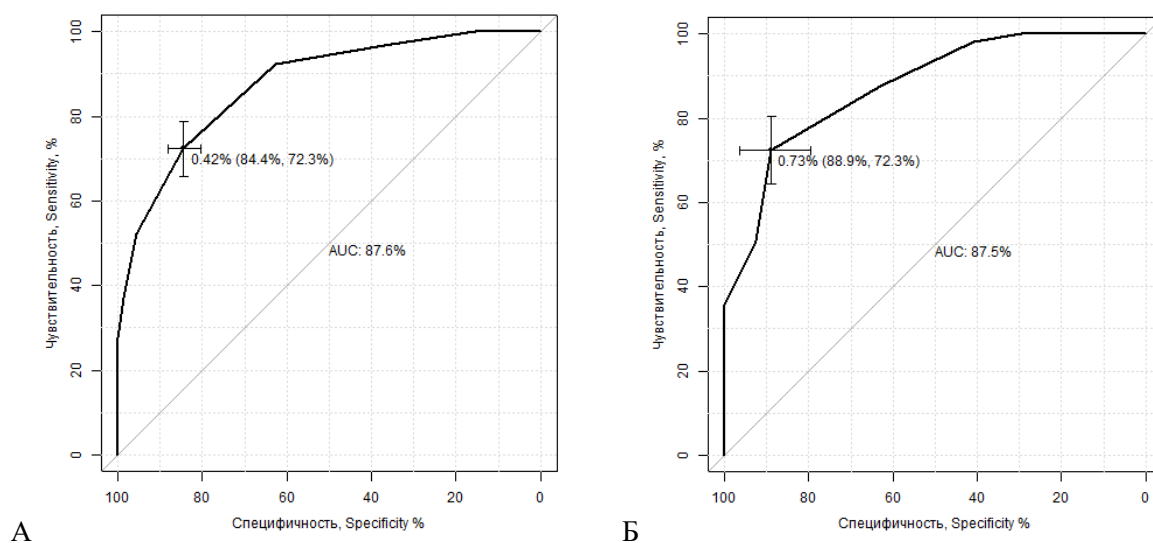 100
80
60
40
20
0
Чувствительность, Sensitivity, %
0.42% (84.4%, 72.3%)
AUC: 87.6%
100
80
60
40
20
0
Специфичность, Specificity %
А
100
80
60
40
20
0
Чувствительность, Sensitivity, %
0.73% (88.9%, 72.3%)
AUC: 87.5%
100
80
60
40
20
0
Специфичность, Specificity %
Б